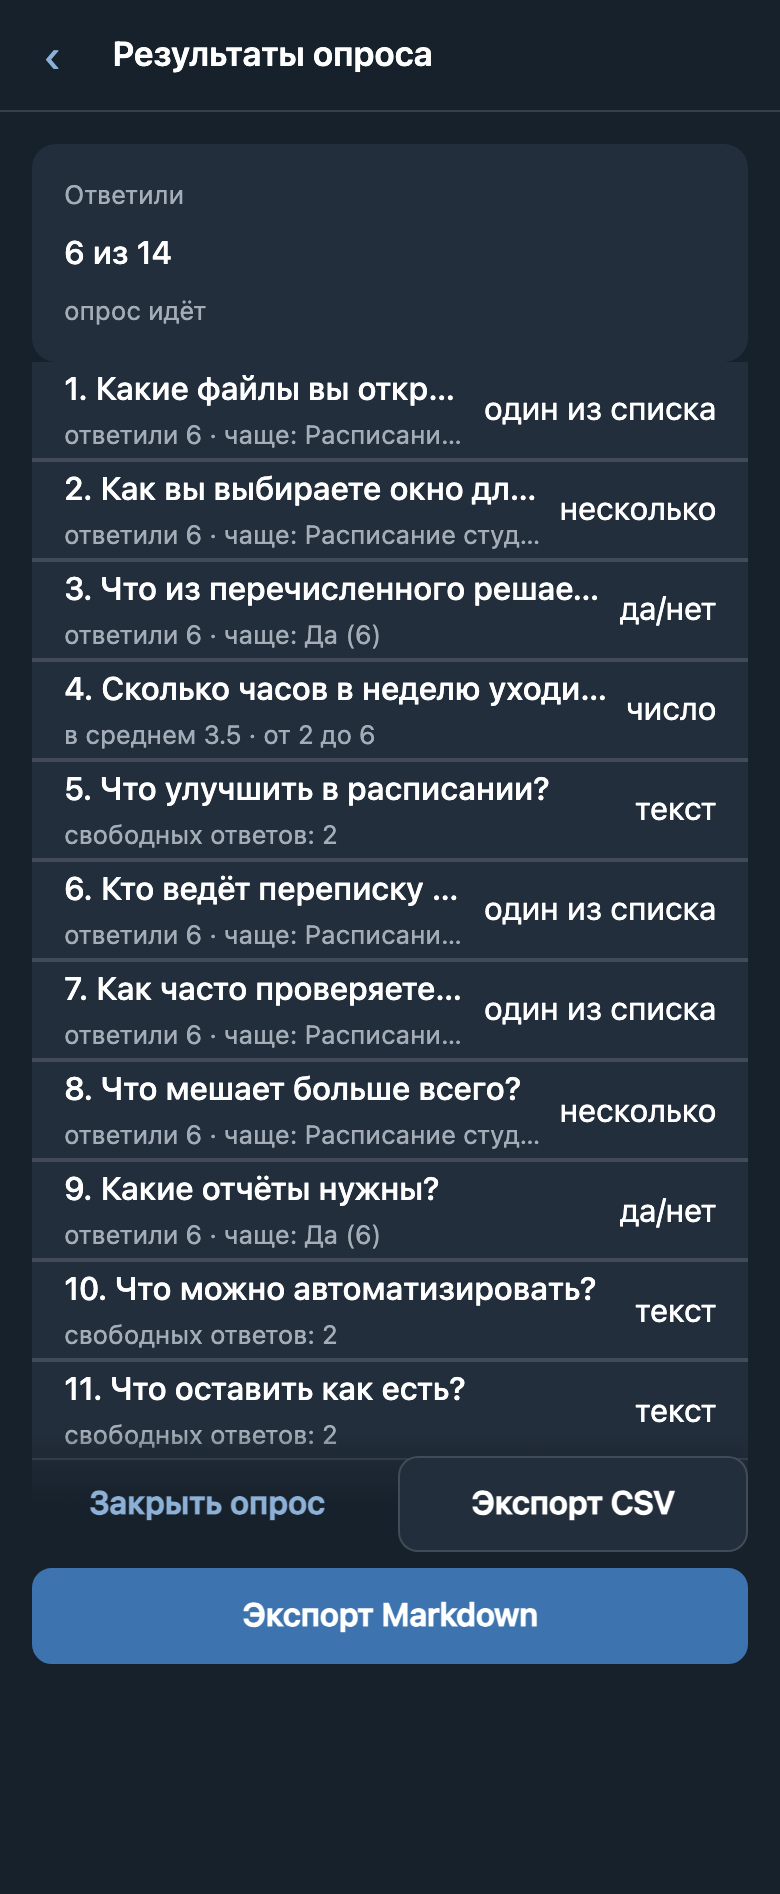 ‹ Результаты опроса
Ответили
6 из 14
опрос идёт
1. Какие файлы вы откр...
один из списка
ответили 6 · чаще: Расписани...
2. Как вы выбираете окно дл...
несколько
ответили 6 · чаще: Расписание студ...
3. Что из перечисленного решае...
да/нет
ответили 6 · чаще: Да (6)
4. Сколько часов в неделю уходи...
число
в среднем 3.5 · от 2 до 6
5. Что улучшить в расписании?
текст
свободных ответов: 2
6. Кто ведёт переписку ...
один из списка
ответили 6 · чаще: Расписани...
7. Как часто проверяете...
один из списка
ответили 6 · чаще: Расписани...
8. Что мешает больше всего?
несколько
ответили 6 · чаще: Расписание студ...
9. Какие отчёты нужны?
да/нет
ответили 6 · чаще: Да (6)
10. Что можно автоматизировать?
текст
свободных ответов: 2
11. Что оставить как есть?
текст
свободных ответов: 2
Закрыть опрос
Экспорт CSV
Экспорт Markdown